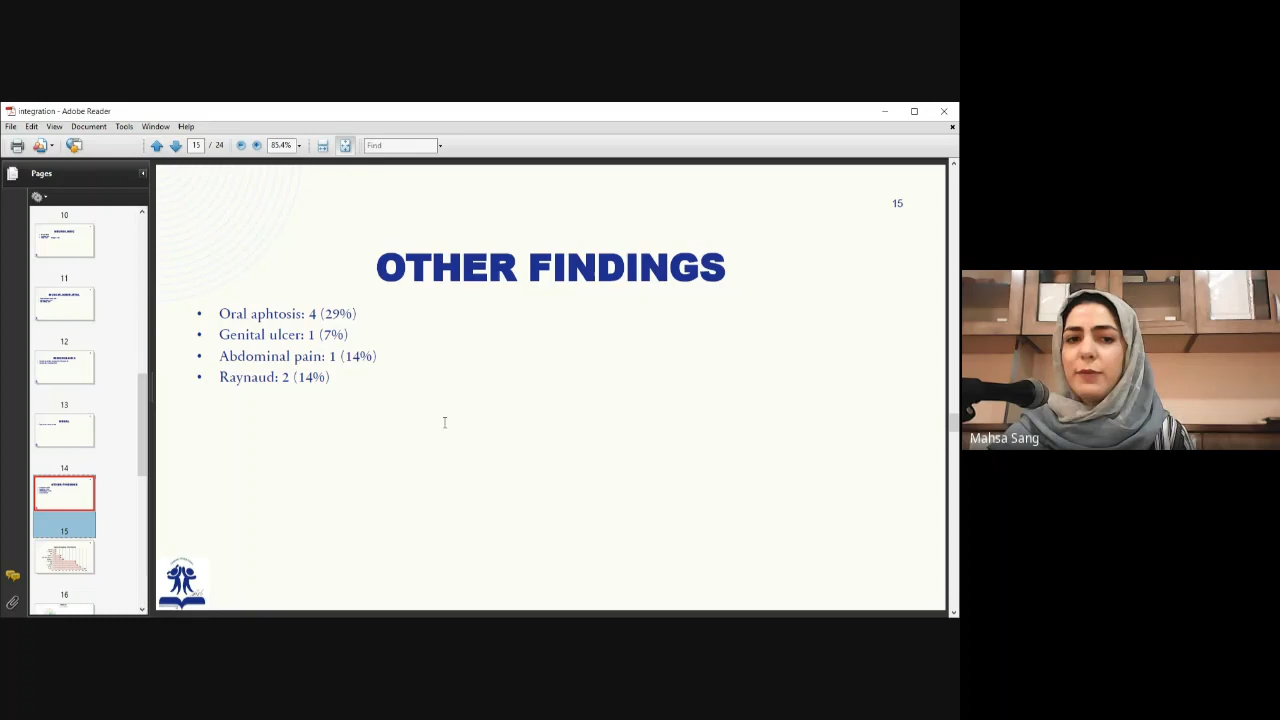 integration - Adobe Reader
File Edit View Document Tools Window Help
15 / 24 85.4% Find
Pages
10
11
12
13
14
15
16
15
OTHER FINDINGS
• Oral aphtosis: 4 (29%)
• Genital ulcer: 1 (7%)
• Abdominal pain: 1 (14%)
• Raynaud: 2 (14%)
Mahsa Sang